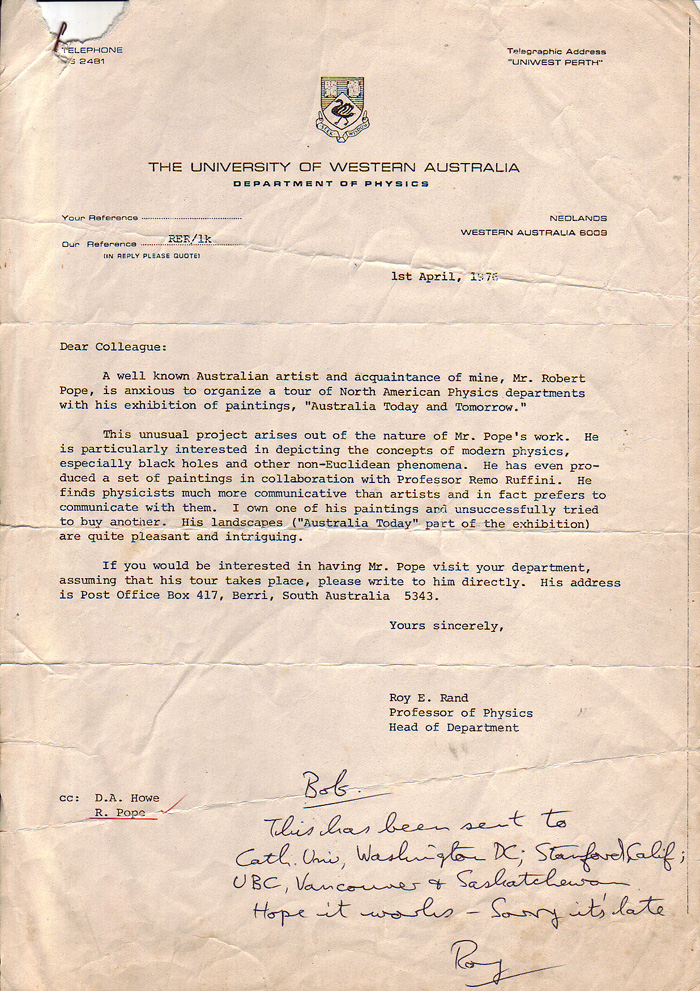 TELEPHONE
2481
Telegraphic Address
"UNIWEST PERTH"
SEEK WISDOM
THE UNIVERSITY OF WESTERN AUSTRALIA
DEPARTMENT OF PHYSICS
Your Reference
Our Reference RER/lk
(IN REPLY PLEASE QUOTE)
NEDLANDS
WESTERN AUSTRALIA 6009
1st April, 1976
Dear Colleague:
A well known Australian artist and acquaintance of mine, Mr. Robert
Pope, is anxious to organize a tour of North American Physics departments
with his exhibition of paintings, "Australia Today and Tomorrow."
This unusual project arises out of the nature of Mr. Pope's work. He
is particularly interested in depicting the concepts of modern physics,
especially black holes and other non-Euclidean phenomena. He has even pro-
duced a set of paintings in collaboration with Professor Remo Ruffini. He
finds physicists much more communicative than artists and in fact prefers to
communicate with them. I own one of his paintings and unsuccessfully tried
to buy another. His landscapes ("Australia Today" part of the exhibition)
are quite pleasant and intriguing.
If you would be interested in having Mr. Pope visit your department,
assuming that his tour takes place, please write to him directly. His address
is Post Office Box 417, Berri, South Australia 5343.
Yours sincerely,
Roy E. Rand
Professor of Physics
Head of Department
cc: D.A. Howe
R. Pope
Bob.
This has been sent to
Cath. Univ, Washington DC; Stanford, Calif;
UBC, Vancouver & Saskatchewan
Hope it works - Sorry it's late
Roy